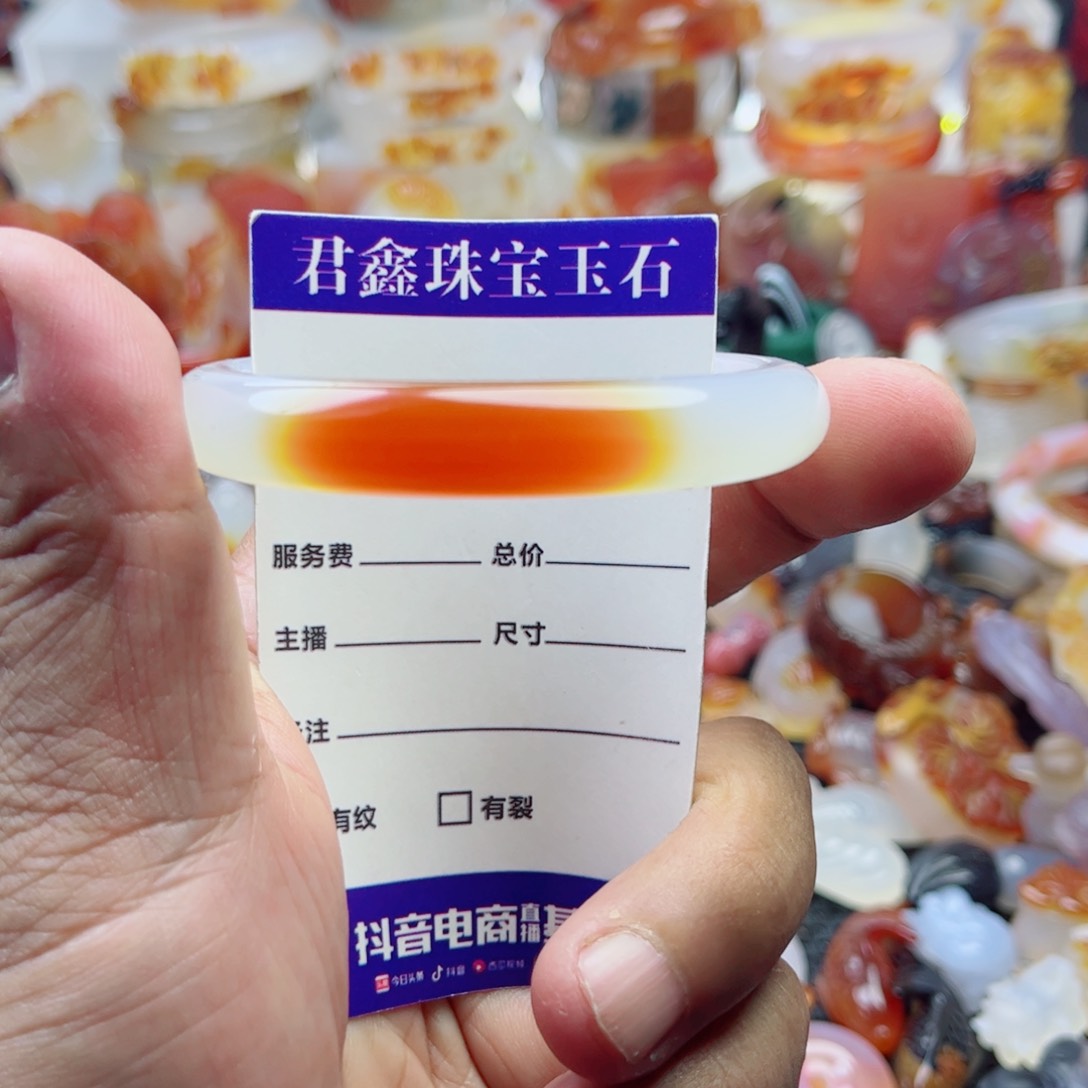 君鑫珠宝玉石
服务费 总价
主播 尺寸
注
有纹 有裂
抖音电商直播基
今日头条 抖音 西瓜视频